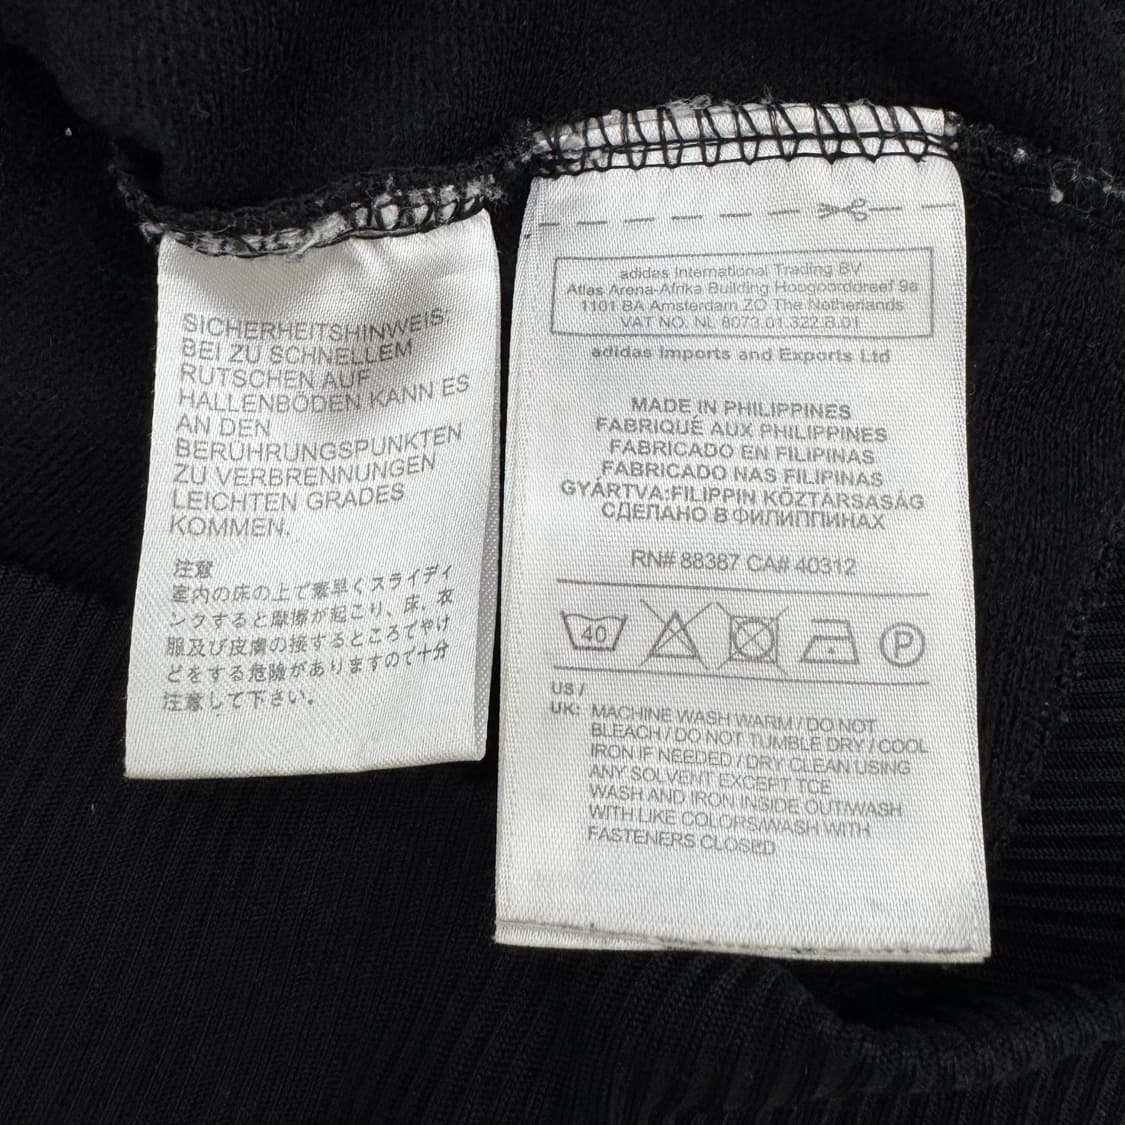 SICHERHEITSHINWEIS:
BEI ZU SCHNELLEM
RUTSCHEN AUF
HALLENBÖDEN KANN ES
AN DEN
BERÜHRUNGSPUNKTEN
ZU VERBRENNUNGEN
LEICHTEN GRADES
KOMMEN.
注意
室内の床の上で素早くスライディ
ングすると摩擦が起こり、床、衣
服及び皮膚の接するところでやけ
どをする危険がありますので十分
注意して下さい。
adidas International Trading BV
Atlas Arena-Afrika Building Hoogoorddreef 9a
1101 BA Amsterdam ZO The Netherlands
VAT NO. NL 8073.01.322.B.01
adidas Imports and Exports Ltd
MADE IN PHILIPPINES
FABRIQUÉ AUX PHILIPPINES
FABRICADO EN FILIPINAS
FABRICADO NAS FILIPINAS
GYÁRTVA:FILIPPIN KÖZTÁRSASÁG
СДЕЛАНО В ФИЛИППИНАХ
RN# 88387 CA# 40312
40 P
US /
UK: MACHINE WASH WARM / DO NOT
BLEACH / DO NOT TUMBLE DRY / COOL
IRON IF NEEDED / DRY CLEAN USING
ANY SOLVENT EXCEPT TCE
WASH AND IRON INSIDE OUT/WASH
WITH LIKE COLORS/WASH WITH
FASTENERS CLOSED